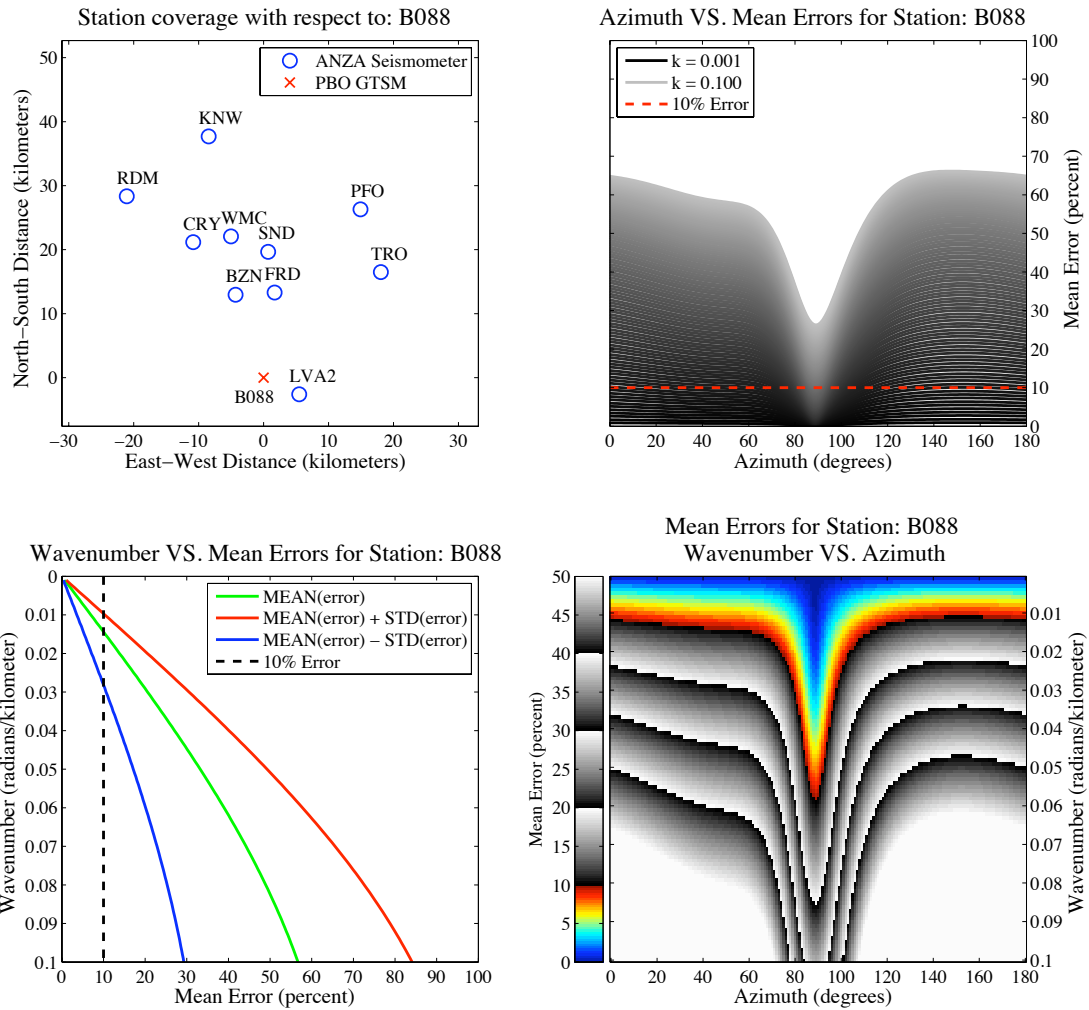 Station coverage with respect to: B088
50
40
30
20
10
0
North−South Distance (kilometers)
ANZA Seismometer
PBO GTSM
KNW
RDM
PFO
CRY
WMC
SND
TRO
BZN
FRD
LVA2
B088
−30
−20
−10
0
10
20
30
East−West Distance (kilometers)
Azimuth VS. Mean Errors for Station: B088
k = 0.001
k = 0.100
10% Error
100
90
80
70
60
50
40
30
20
10
0
Mean Error (percent)
0
20
40
60
80
100
120
140
160
180
Azimuth (degrees)
Wavenumber VS. Mean Errors for Station: B088
0
0.01
0.02
0.03
0.04
0.05
0.06
0.07
0.08
0.09
0.1
Wavenumber (radians/kilometer)
MEAN(error)
MEAN(error) + STD(error)
MEAN(error) − STD(error)
10% Error
0
10
20
30
40
50
60
70
80
90
100
Mean Error (percent)
Mean Errors for Station: B088
Wavenumber VS. Azimuth
50
45
40
35
30
25
20
15
10
5
0
Mean Error (percent)
0.01
0.02
0.03
0.04
0.05
0.06
0.07
0.08
0.09
0.1
Wavenumber (radians/kilometer)
0
20
40
60
80
100
120
140
160
180
Azimuth (degrees)